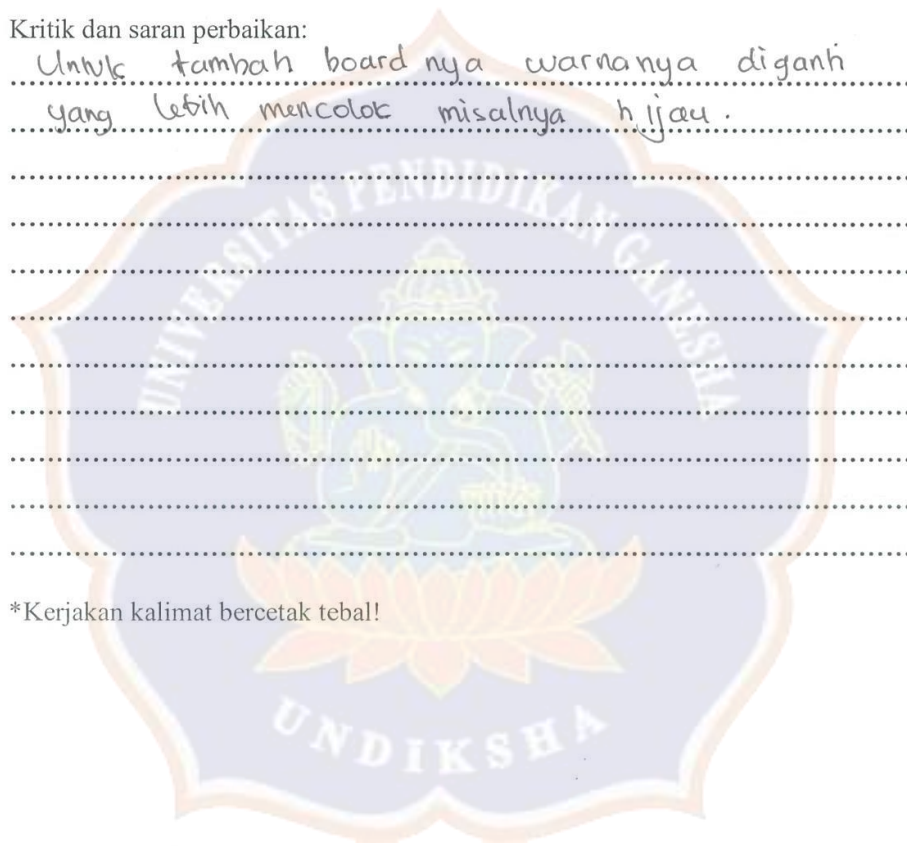 Kritik dan saran perbaikan:
Untuk tambah board nya warnanya diganti
yang lebih mencolok misalnya hijau.
UNIVERSITAS PENDIDIKAN GANESHA
*Kerjakan kalimat bercetak tebal!
UNDIKSHA